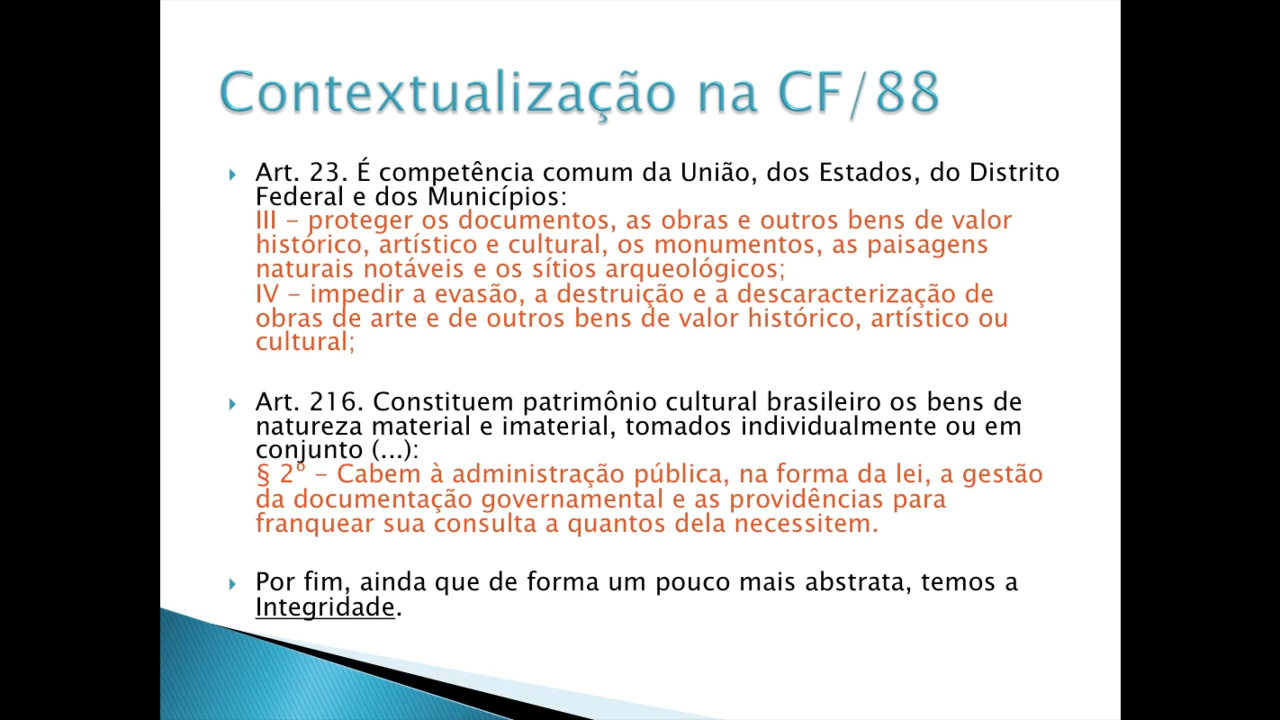 Contextualização na CF/88
Art. 23. É competência comum da União, dos Estados, do Distrito
Federal e dos Municípios:
III - proteger os documentos, as obras e outros bens de valor
histórico, artístico e cultural, os monumentos, as paisagens
naturais notáveis e os sítios arqueológicos;
IV - impedir a evasão, a destruição e a descaracterização de
obras de arte e de outros bens de valor histórico, artístico ou
cultural;
Art. 216. Constituem patrimônio cultural brasileiro os bens de
natureza material e imaterial, tomados individualmente ou em
conjunto (...):
§ 2º - Cabem à administração pública, na forma da lei, a gestão
da documentação governamental e as providências para
franquear sua consulta a quantos dela necessitem.
Por fim, ainda que de forma um pouco mais abstrata, temos a
Integridade.